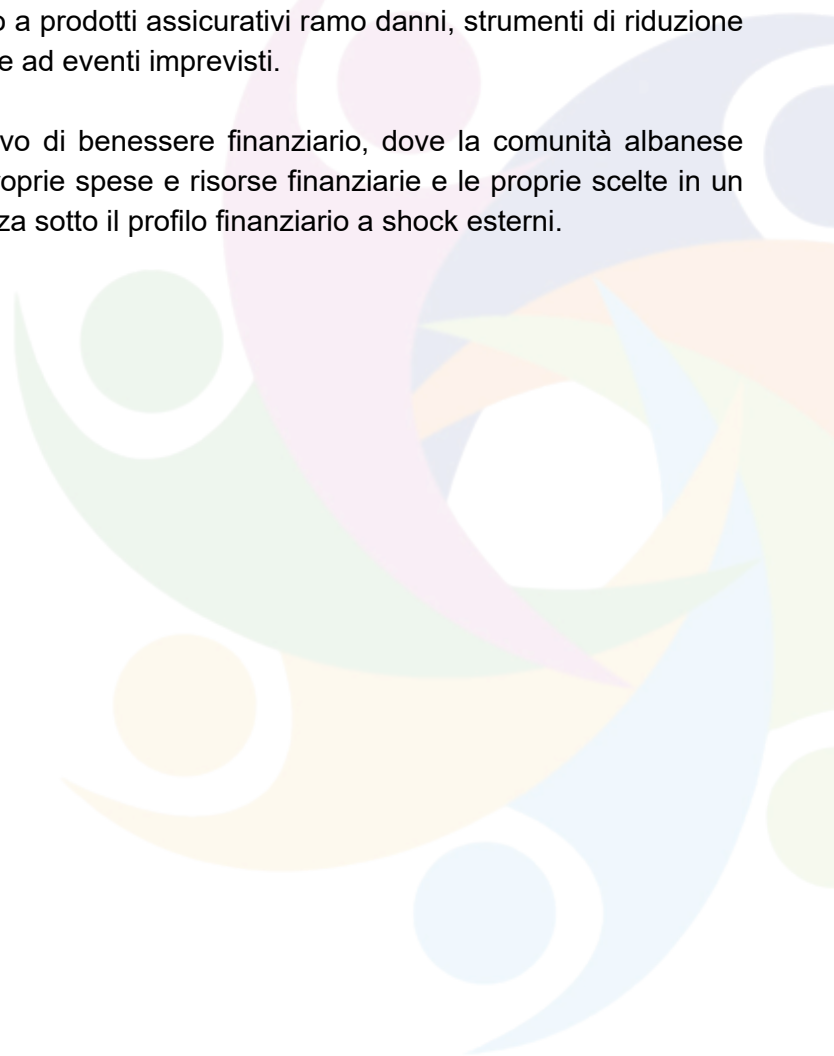 a prodotti assicurativi ramo danni, strumenti di riduzione
e ad eventi imprevisti.
vo di benessere finanziario, dove la comunità albanese
roprie spese e risorse finanziarie e le proprie scelte in un
za sotto il profilo finanziario a shock esterni.